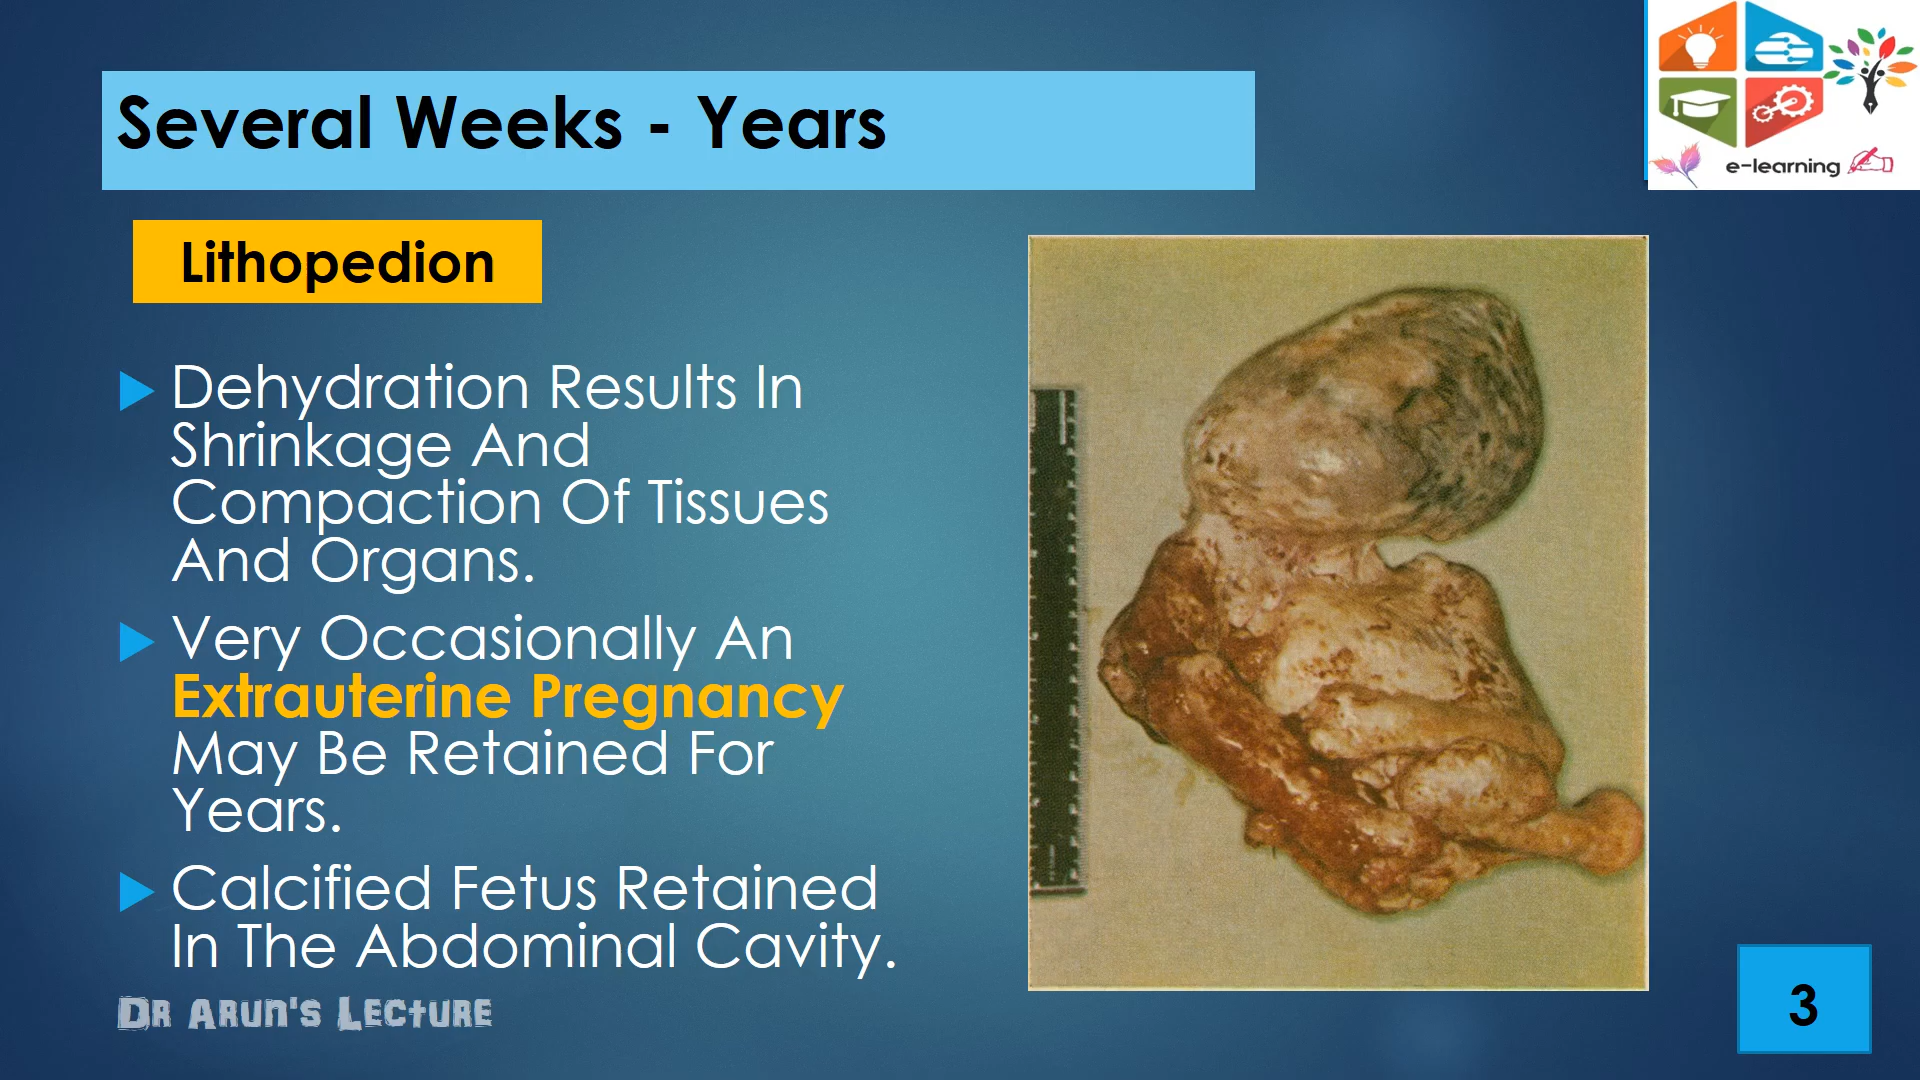 Several Weeks - Years
e-learning
Lithopedion
Dehydration Results In
Shrinkage And
Compaction Of Tissues
And Organs.
Very Occasionally An
Extrauterine Pregnancy
May Be Retained For
Years.
Calcified Fetus Retained
In The Abdominal Cavity.
Dr Arun's Lecture
3